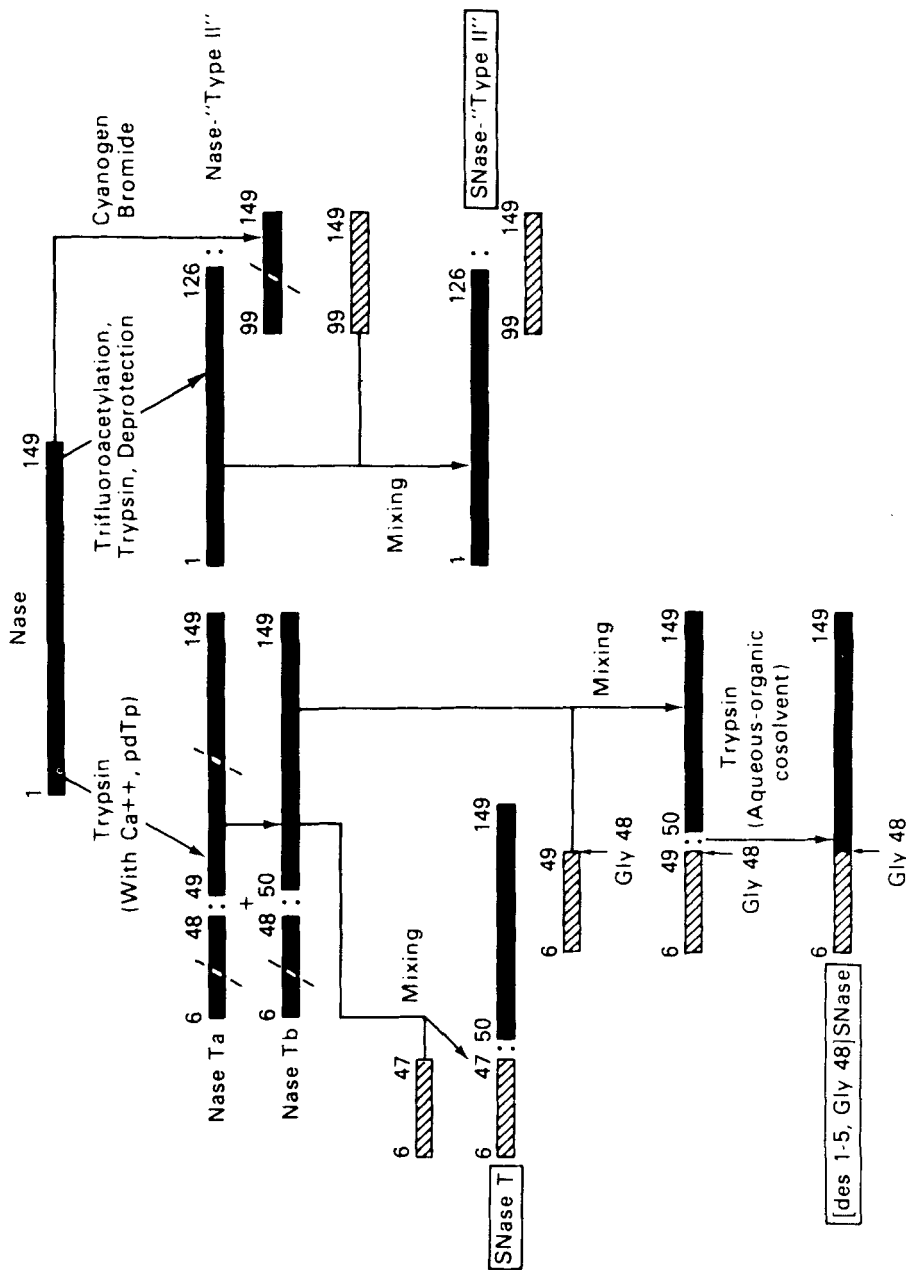 Nase
1 149
Trypsin
(With Ca++, pdTp)
Trifluoroacetylation,
Trypsin, Deprotection
Cyanogen
Bromide
6 48 : 49 149
Nase Ta
+
6 48 : 50 149
Nase Tb
1 126 :
Nase-"Type II"
99 149
99 149
Mixing
6 47
Mixing
6 47 : 50 149
SNase T
1 126 :
SNase-"Type II"
99 149
6 49
Gly 48
Mixing
6 49 : 50 149
Gly 48
Trypsin
(Aqueous-organic
cosolvent)
6 149
Gly 48
[des 1-5, Gly 48]SNase